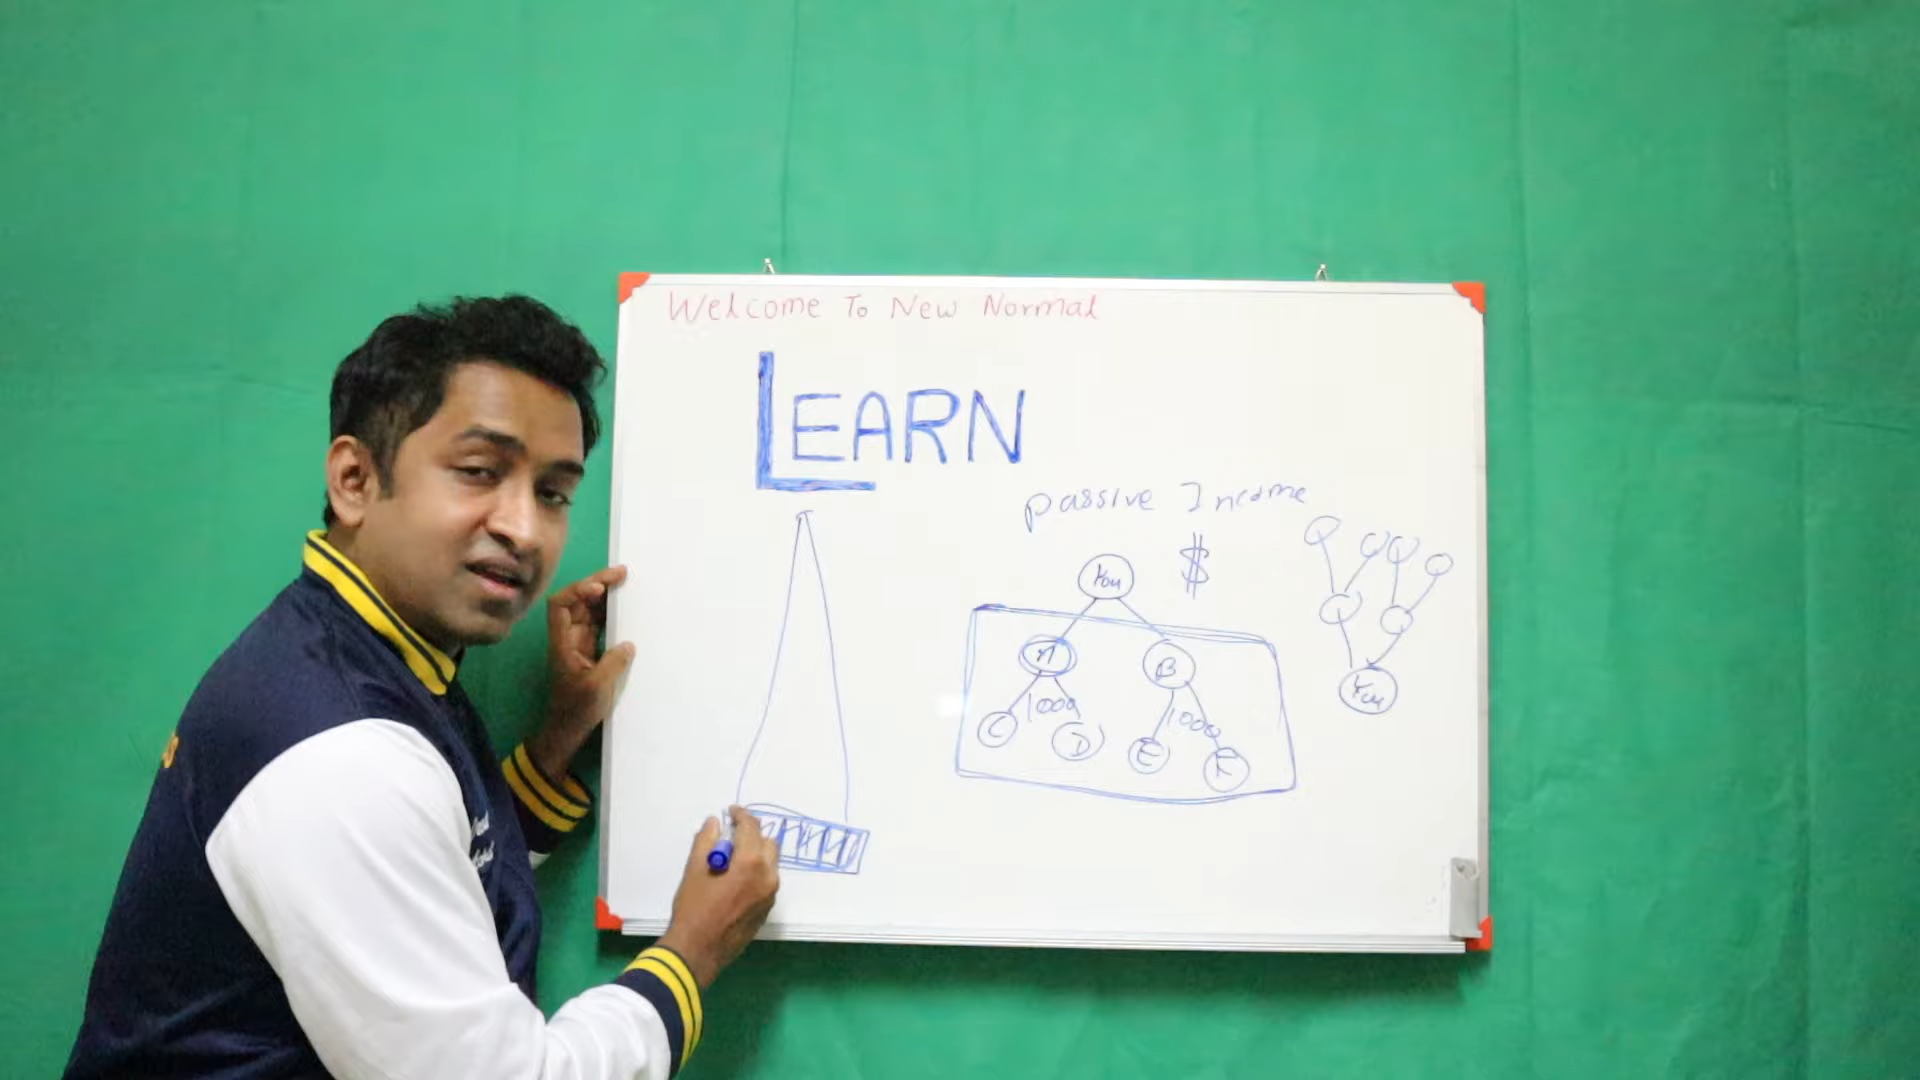 Welcome To New Normal
LEARN
Passive Income
$
You
A
B
1000
1000
C
D
E
F
You